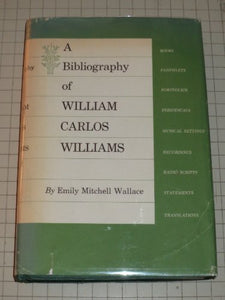 A
Bibliography
of
WILLIAM
CARLOS
WILLIAMS
By Emily Mitchell Wallace
BOOKS
PAMPHLETS
PORTFOLIOS
PERIODICALS
MUSICAL SETTINGS
RECORDINGS
RADIO SCRIPTS
STATEMENTS
TRANSLATIONS